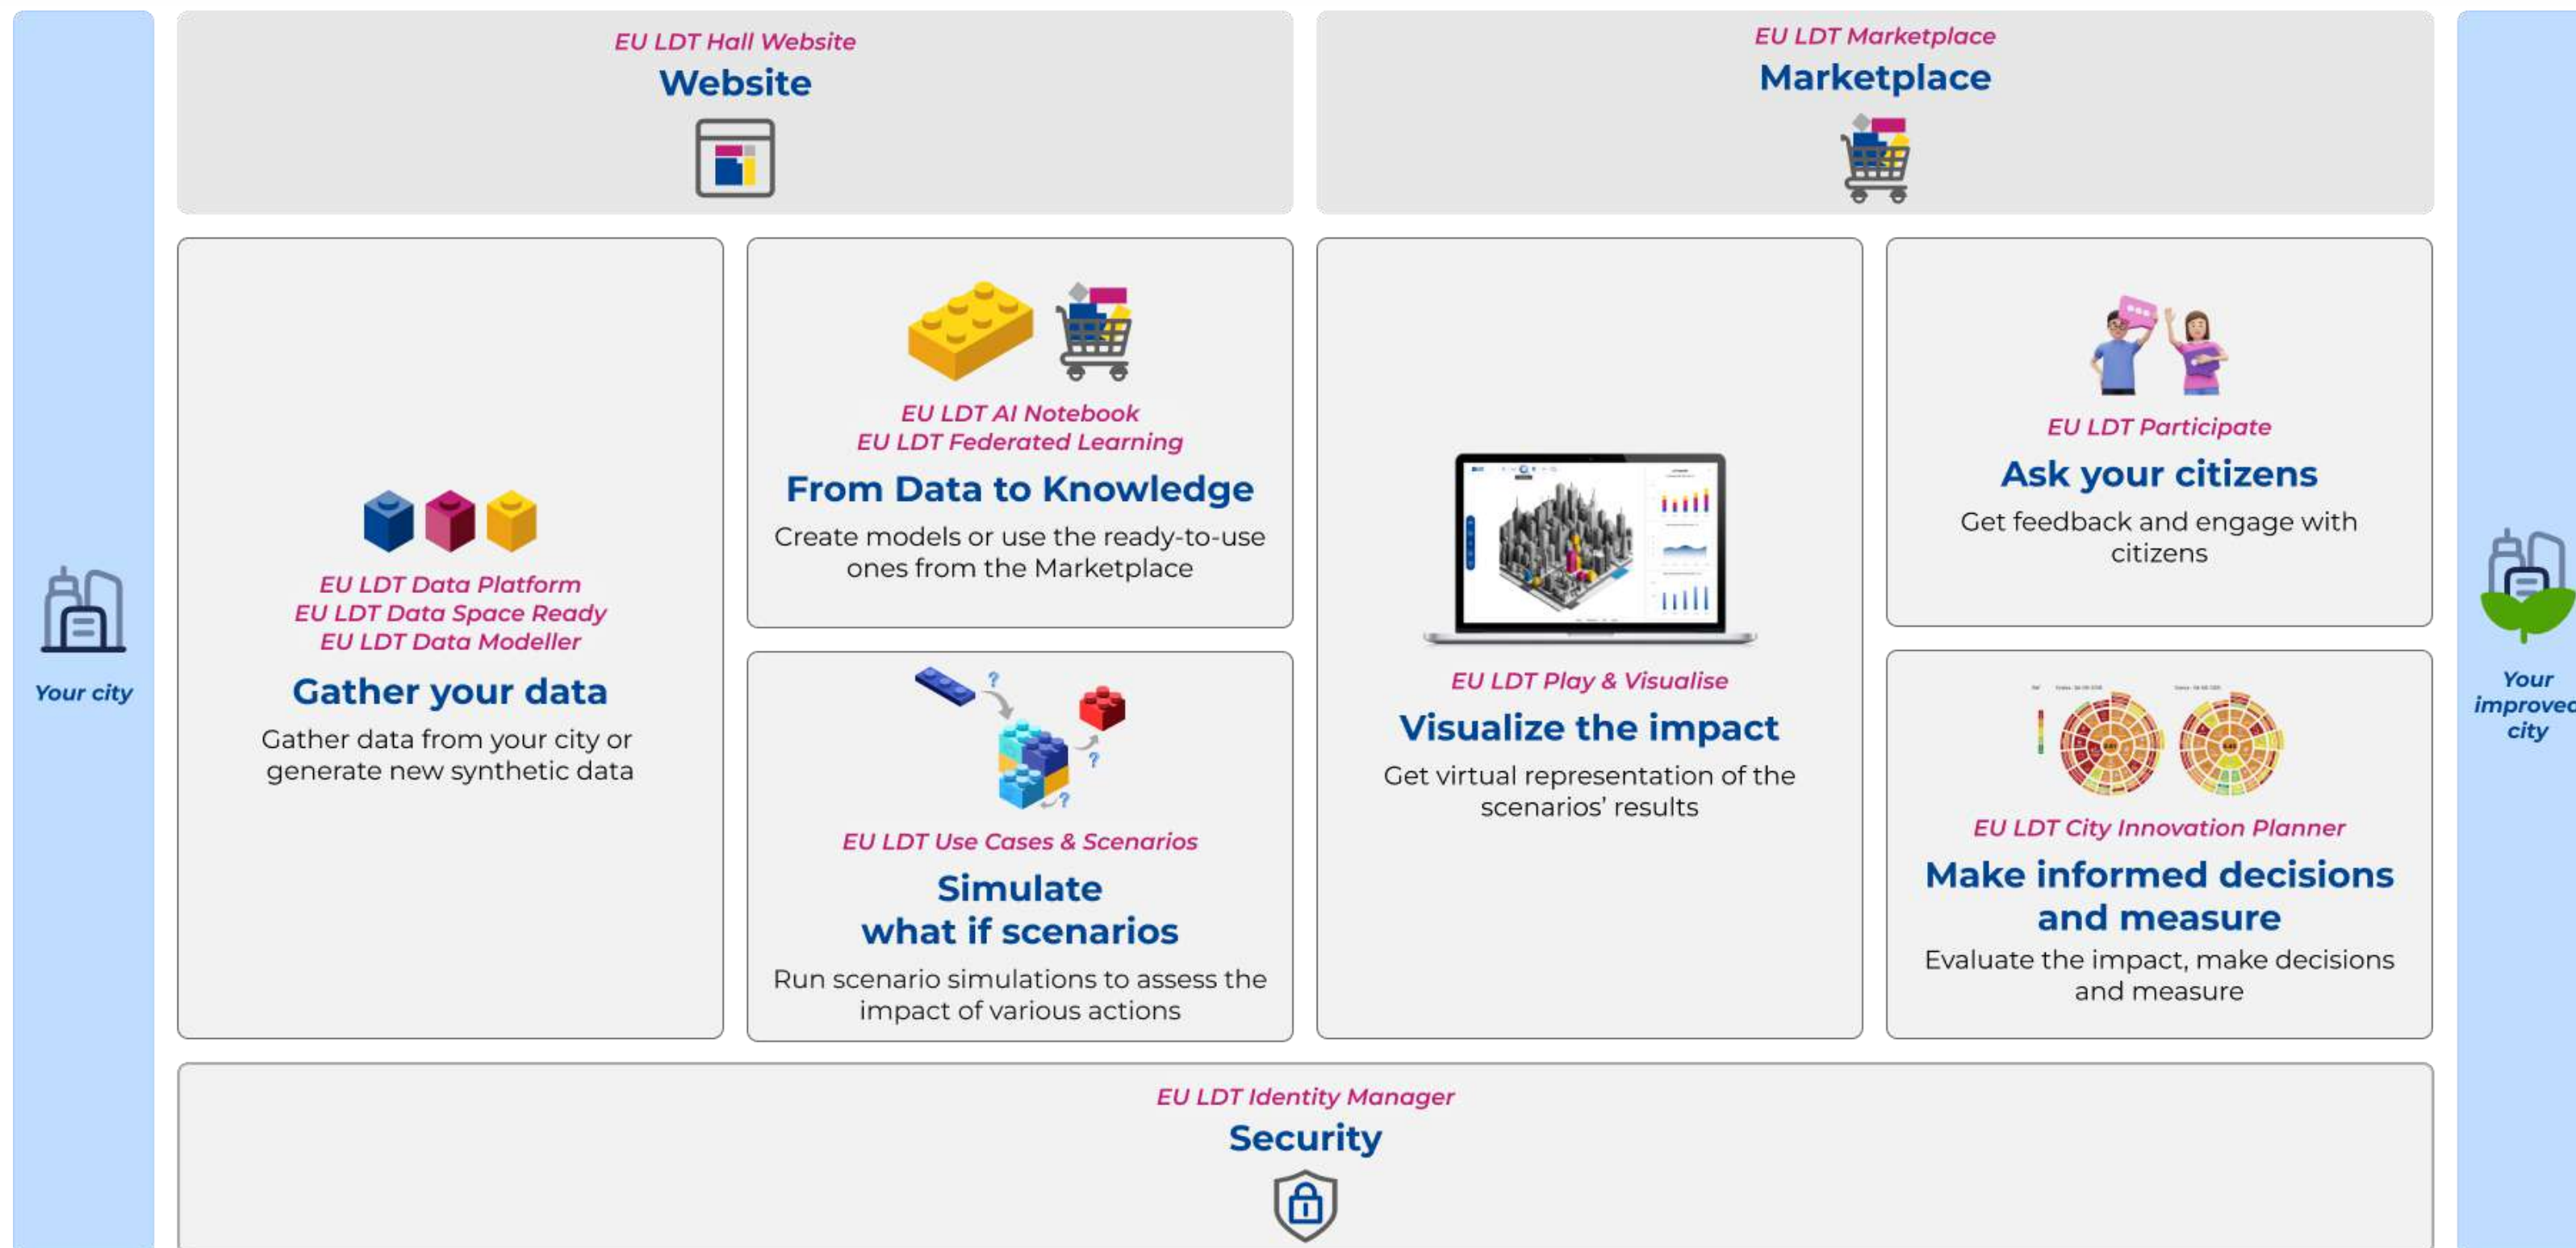 EU LDT Hall Website
Website
EU LDT Marketplace
Marketplace
Your city
EU LDT Data Platform
EU LDT Data Space Ready
EU LDT Data Modeller
Gather your data
Gather data from your city or
generate new synthetic data
EU LDT AI Notebook
EU LDT Federated Learning
From Data to Knowledge
Create models or use the ready-to-use
ones from the Marketplace
EU LDT Use Cases & Scenarios
Simulate
what if scenarios
Run scenario simulations to assess the
impact of various actions
EU LDT Play & Visualise
Visualize the impact
Get virtual representation of the
scenarios' results
EU LDT Participate
Ask your citizens
Get feedback and engage with
citizens
EU LDT City Innovation Planner
Make informed decisions
and measure
Evaluate the impact, make decisions
and measure
Your
improved
city
EU LDT Identity Manager
Security